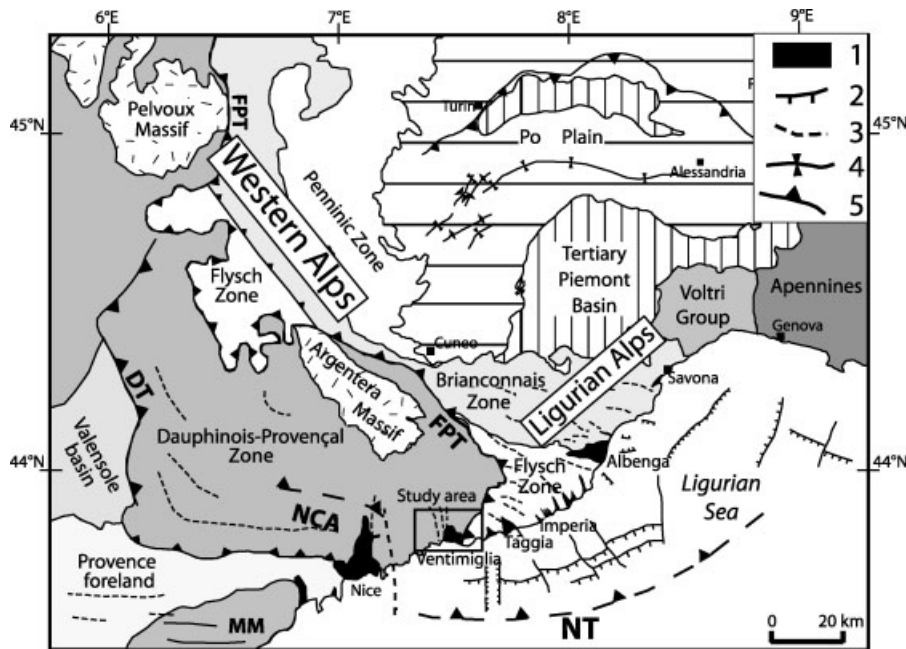 6°E 7°E 8°E 9°E
1
2
3
4
5
45°N
45°N
44°N
44°N
Pelvoux
Massif
FPT
Western Alps
Penninic Zone
Turin
Po Plain
Alessandria
Flysch
Zone
Tertiary
Piemont
Basin
Voltri
Group
Apennines
Genova
Cuneo
Argentera
Massif
Brianconnais
Zone
Ligurian Alps
Savona
DT
FPT
Valensole
basin
Dauphinois-Provençal
Zone
Flysch
Zone
Albenga
Ligurian
Sea
Study area
NCA
Imperia
Taggia
Ventimiglia
Provence
foreland
Nice
MM
NT
0 20 km